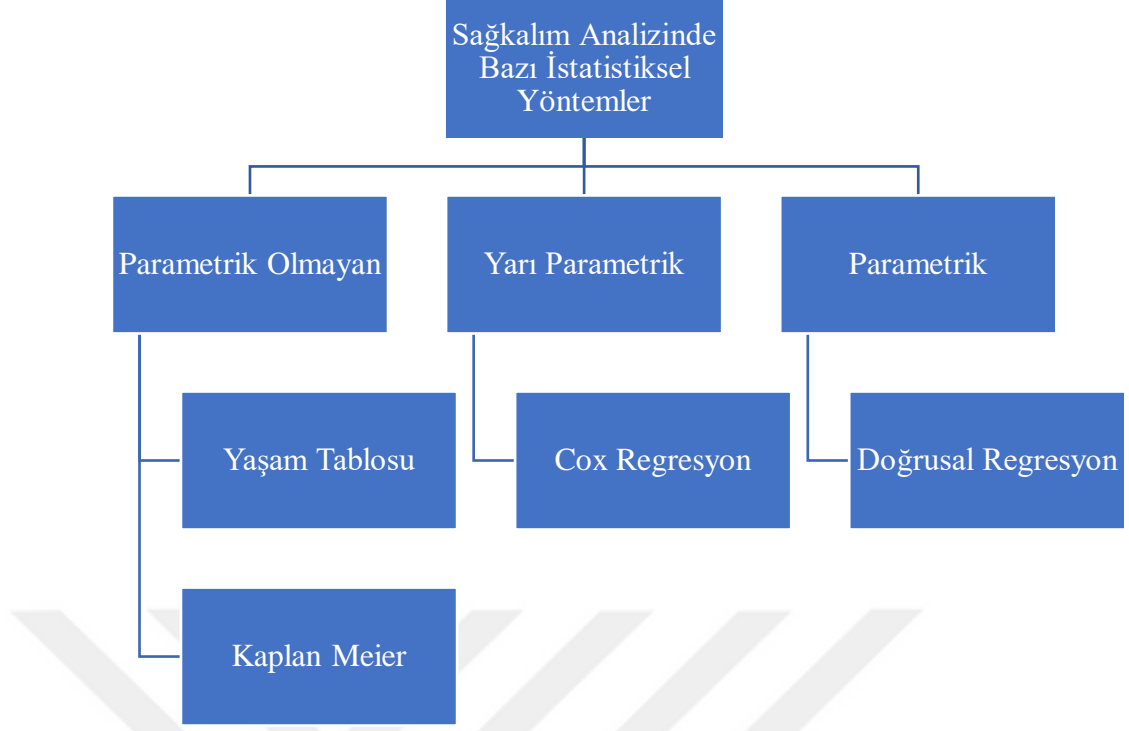 Sağkalım Analizinde
Bazı İstatistiksel
Yöntemler
Parametrik Olmayan
Yarı Parametrik
Parametrik
Yaşam Tablosu
Cox Regresyon
Doğrusal Regresyon
Kaplan Meier